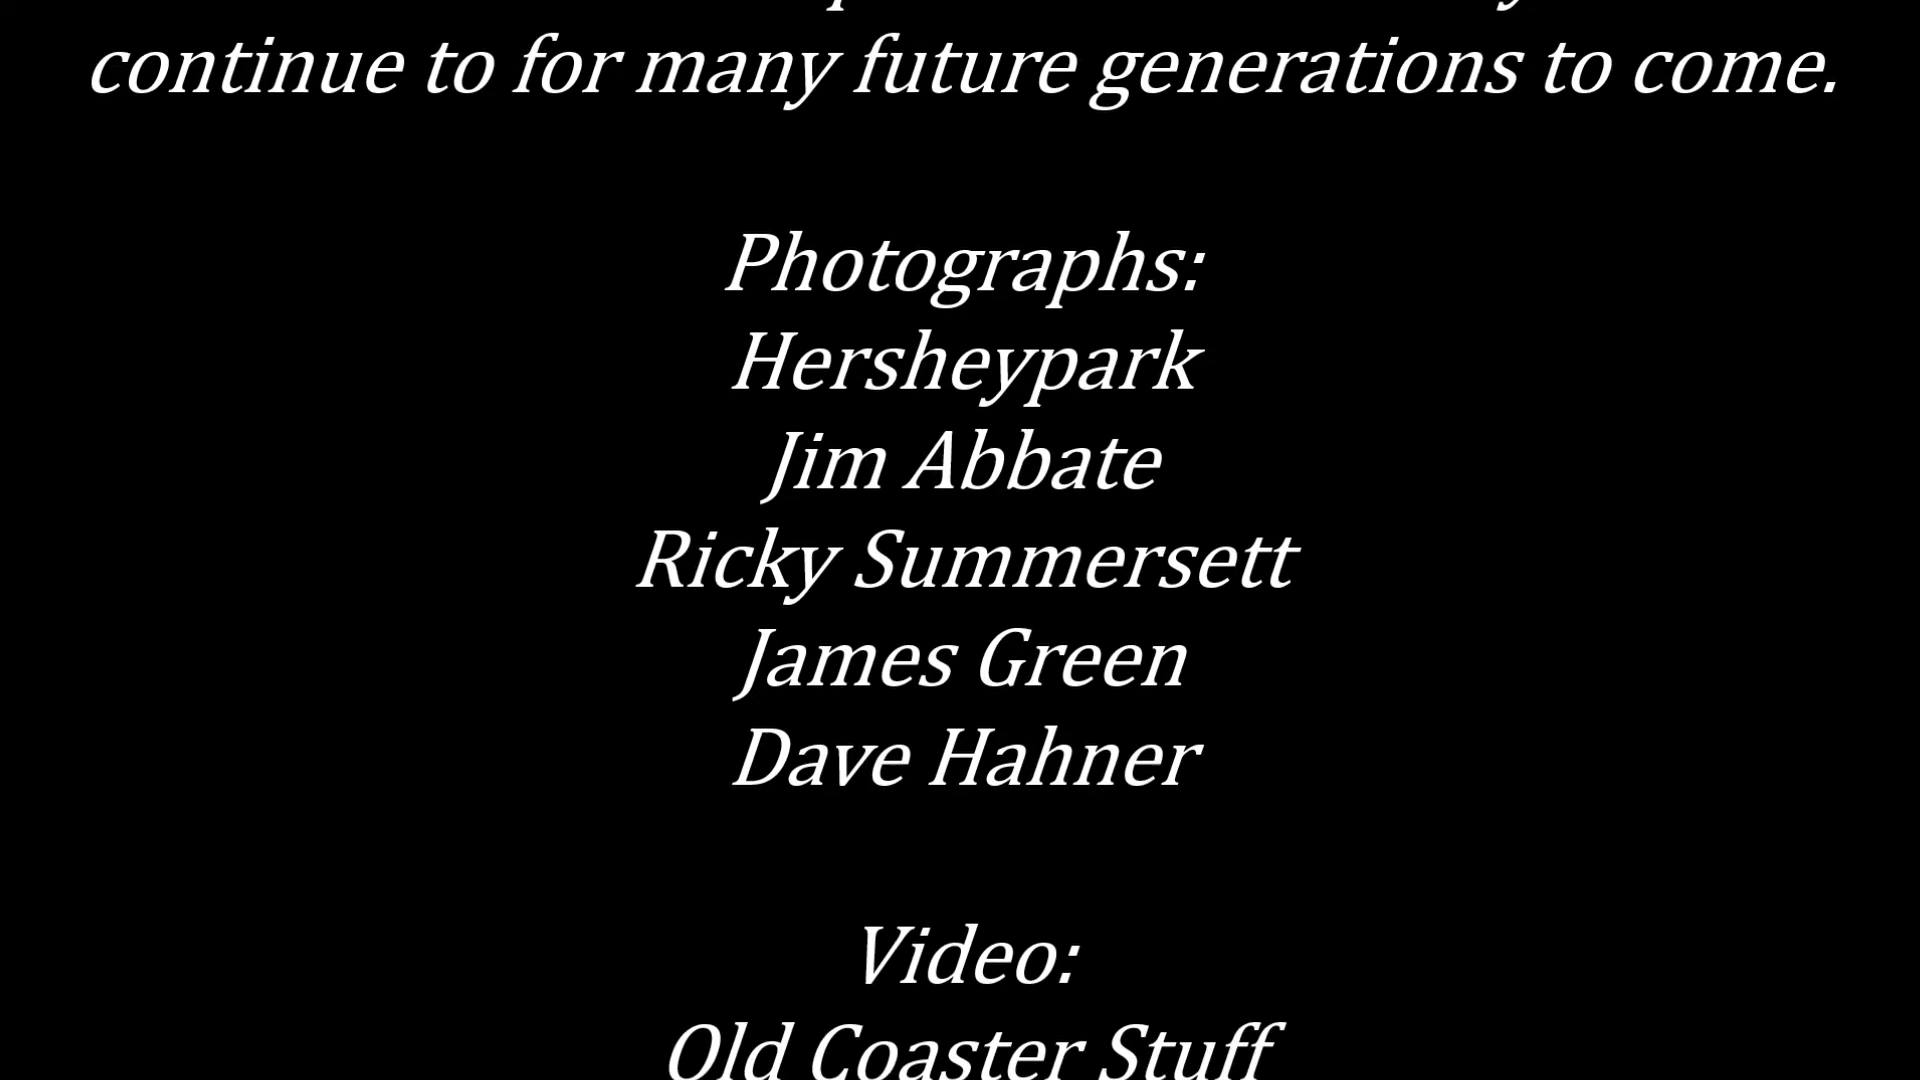 continue to for many future generations to come.
Photographs:
Hersheypark
Jim Abbate
Ricky Summersett
James Green
Dave Hahner
Video:
Old Coaster Stuff